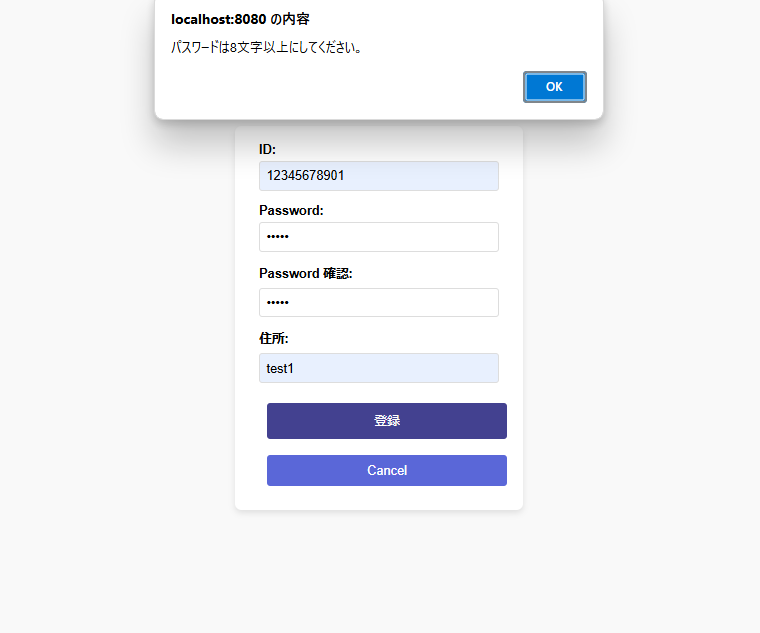 localhost:8080 の内容
パスワードは8文字以上にしてください。
OK
ID:
12345678901
Password:
•••••
Password 確認:
•••••
住所:
test1
登録
Cancel